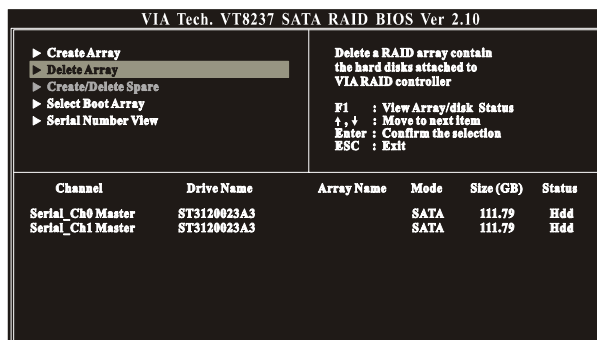 VIA Tech. VT8237 SATA RAID BIOS Ver 2.10
► Create Array
► Delete Array
► Create/Delete Spare
► Select Boot Array
► Serial Number View
Delete a RAID array contain
the hard disks attached to
VIA RAID controller
F1 : View Array/disk Status
↑,↓ : Move to next item
Enter : Confirm the selection
ESC : Exit
Channel Drive Name Array Name Mode Size (GB) Status
Serial_Ch0 Master ST3120023A3 SATA 111.79 Hdd
Serial_Ch1 Master ST3120023A3 SATA 111.79 Hdd